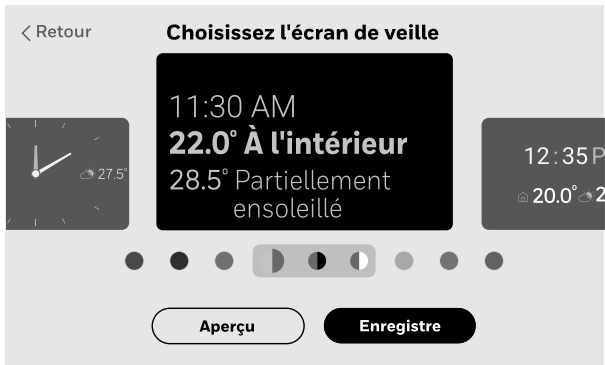 Retour
Choisissez l'écran de veille
11:30 AM
22.0° À l'intérieur
28.5° Partiellement
ensoleillé
27.5°
12:35 P
20.0° 2
Aperçu
Enregistre